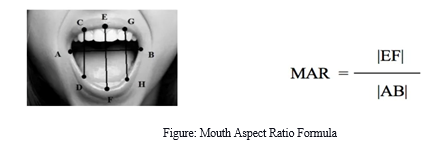 E
C
G
A
B
D
H
F
|EF|
MAR =
|AB|
Figure: Mouth Aspect Ratio Formula